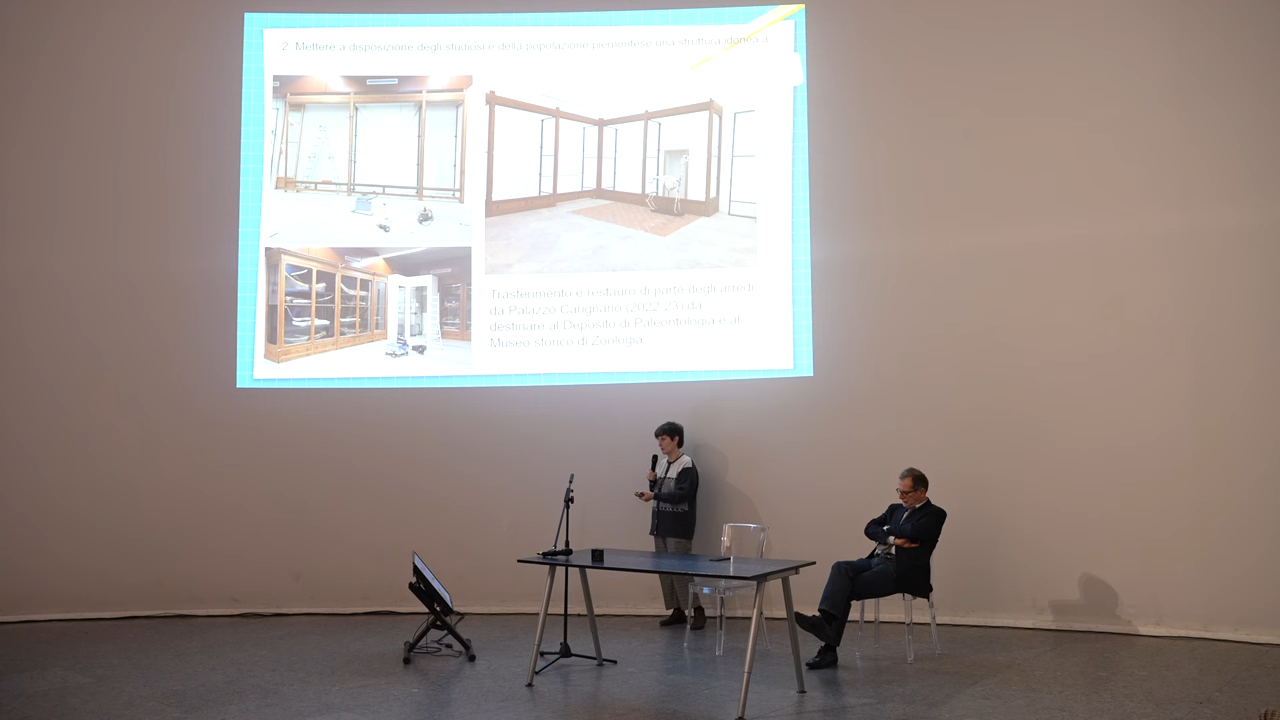 2. Mettere a disposizione degli studiosi e della popolazione piemontese una struttura idonea a
Trasferimento e restauro di parte degli arredi
da Palazzo Carignano (2022-23) da
destinare al Deposito di Paleontologia e al
Museo storico di Zoologia.